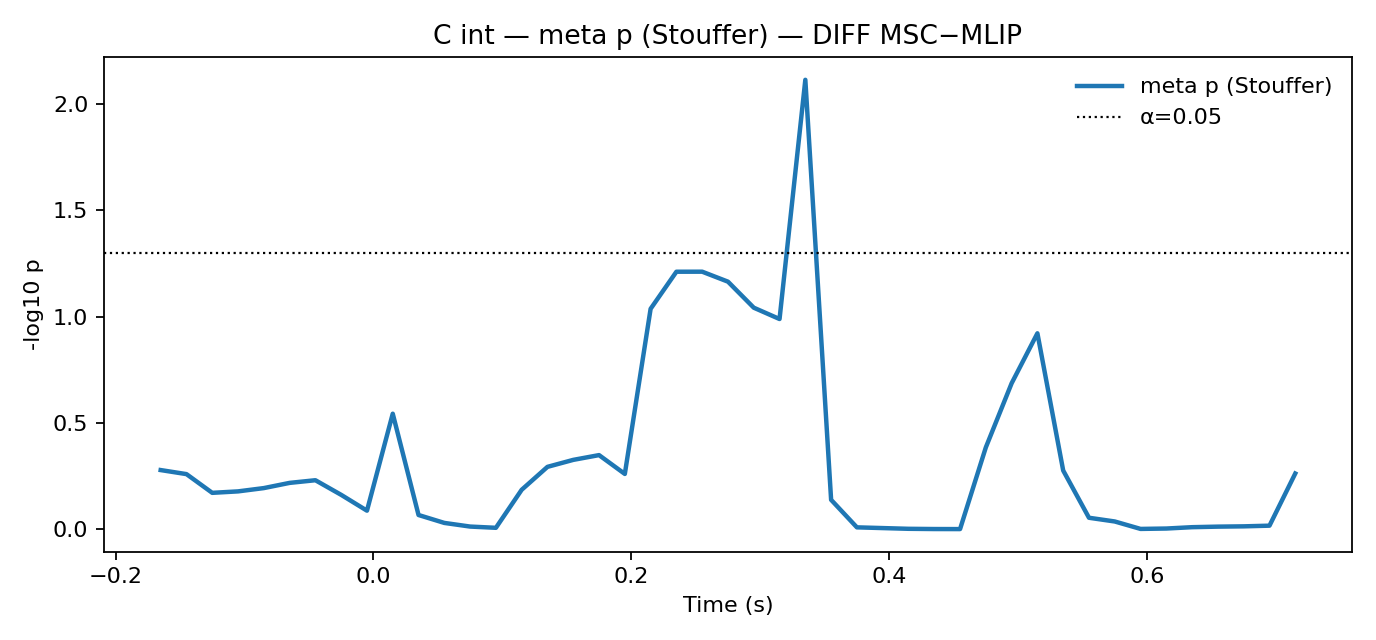 C int — meta p (Stouffer) — DIFF MSC−MLIP
meta p (Stouffer)
α=0.05
-log10 p
2.0
1.5
1.0
0.5
0.0
−0.2
0.0
0.2
0.4
0.6
Time (s)